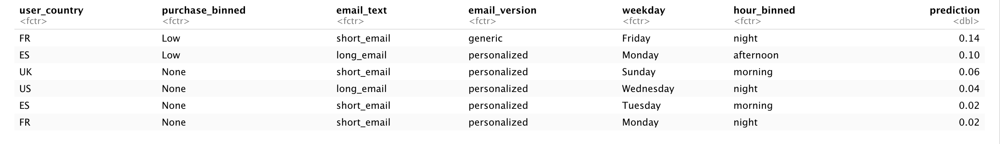 user_country purchase_binned email_text email_version weekday hour_binned prediction
<fctr> <fctr> <fctr> <fctr> <fctr> <fctr> <dbl>
FR Low short_email generic Friday night 0.14
ES Low long_email personalized Monday afternoon 0.10
UK None short_email personalized Sunday morning 0.06
US None long_email personalized Wednesday night 0.04
ES None short_email personalized Tuesday morning 0.02
FR None short_email personalized Monday night 0.02